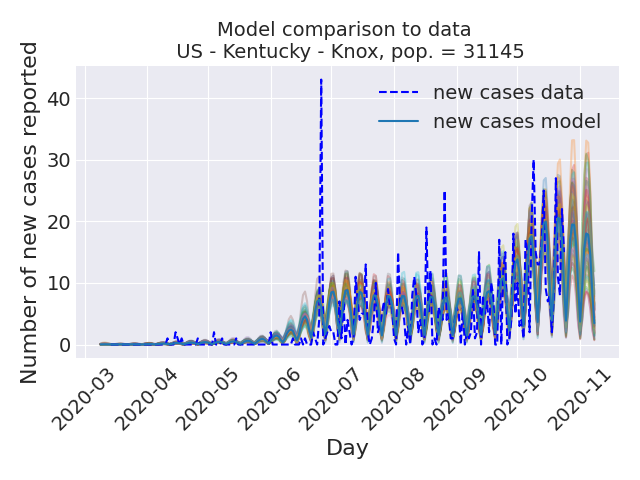 Model comparison to data
US - Kentucky - Knox, pop. = 31145
Number of new cases reported
40
30
20
10
0
new cases data
new cases model
2020-03
2020-04
2020-05
2020-06
2020-07
2020-08
2020-09
2020-10
2020-11
Day